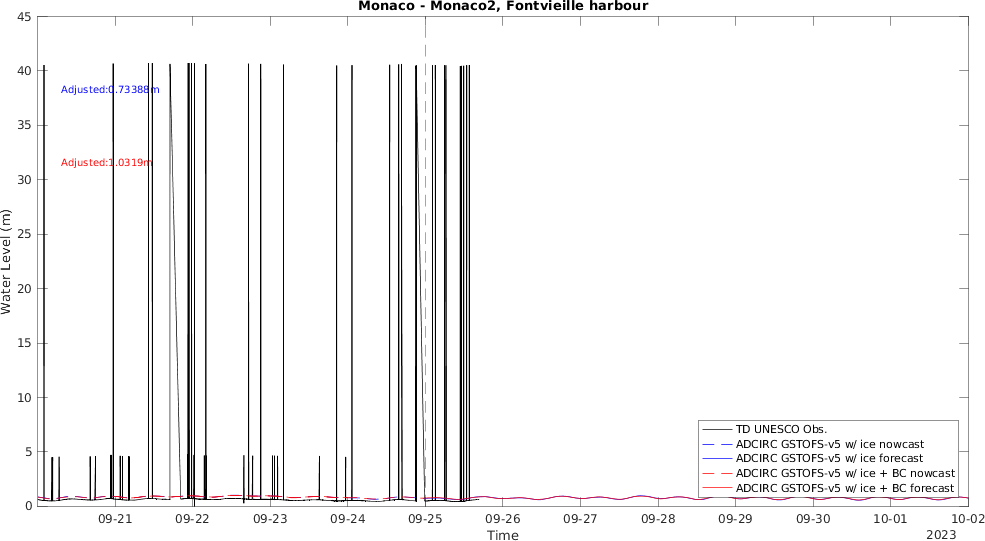 Monaco - Monaco2, Fontvieille harbour
Water Level (m)
45
40
35
30
25
20
15
10
5
0
Adjusted:0.73388m
Adjusted:1.0319m
TD UNESCO Obs.
ADCIRC GSTOFS-v5 w/ ice nowcast
ADCIRC GSTOFS-v5 w/ ice forecast
ADCIRC GSTOFS-v5 w/ ice + BC nowcast
ADCIRC GSTOFS-v5 w/ ice + BC forecast
09-21 09-22 09-23 09-24 09-25 09-26 09-27 09-28 09-29 09-30 10-01 10-02
Time
2023